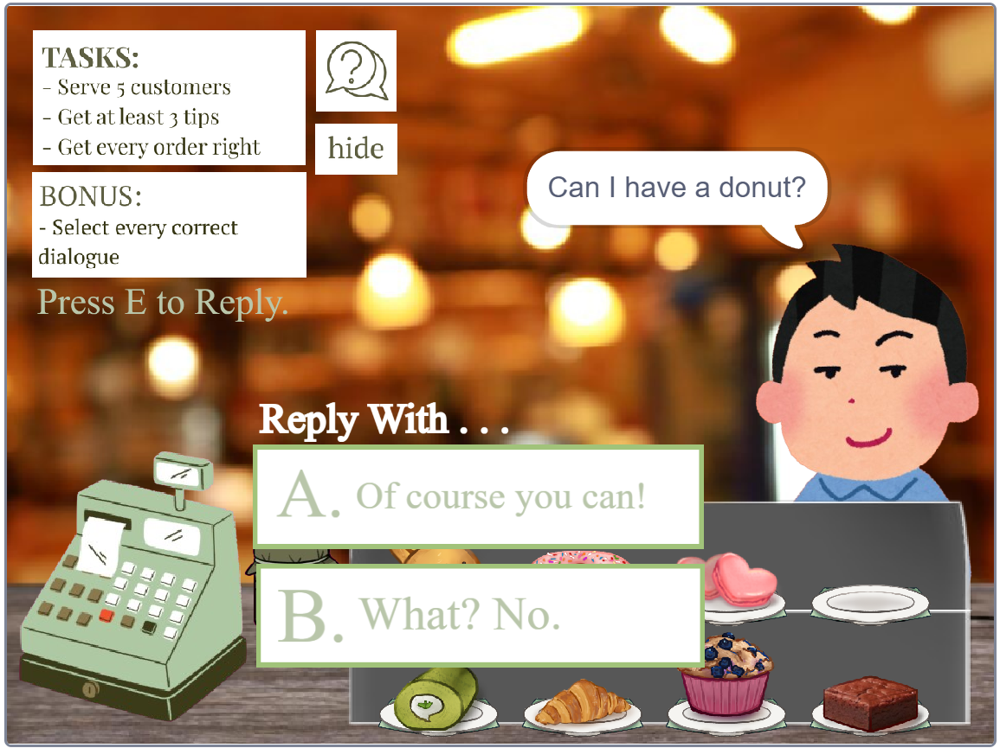 TASKS:
- Serve 5 customers
- Get at least 3 tips
- Get every order right
?
hide
BONUS:
- Select every correct
dialogue
Press E to Reply.
Can I have a donut?
Reply With . . .
A. Of course you can!
B. What? No.